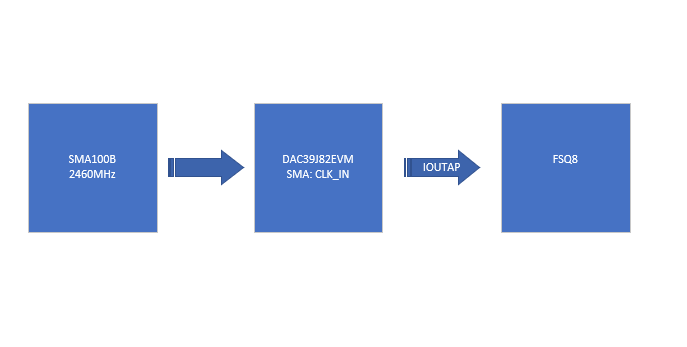 SMA100B
2460MHz
DAC39J82EVM
SMA: CLK_IN
IOUTAP
FSQ8